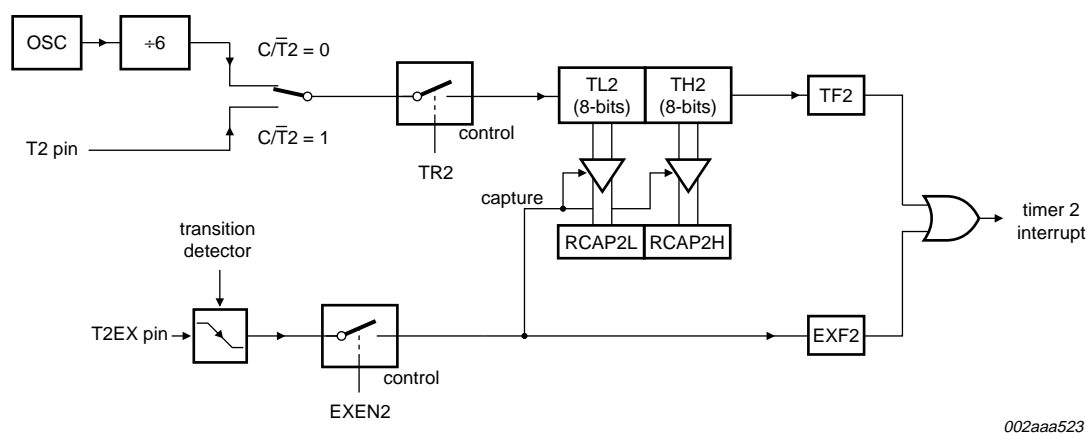 OSC
÷6
C/T̅2 = 0
C/T̅2 = 1
T2 pin
control
TR2
TL2
(8-bits)
TH2
(8-bits)
TF2
capture
RCAP2L
RCAP2H
timer 2
interrupt
transition
detector
T2EX pin
control
EXEN2
EXF2
002aaa523